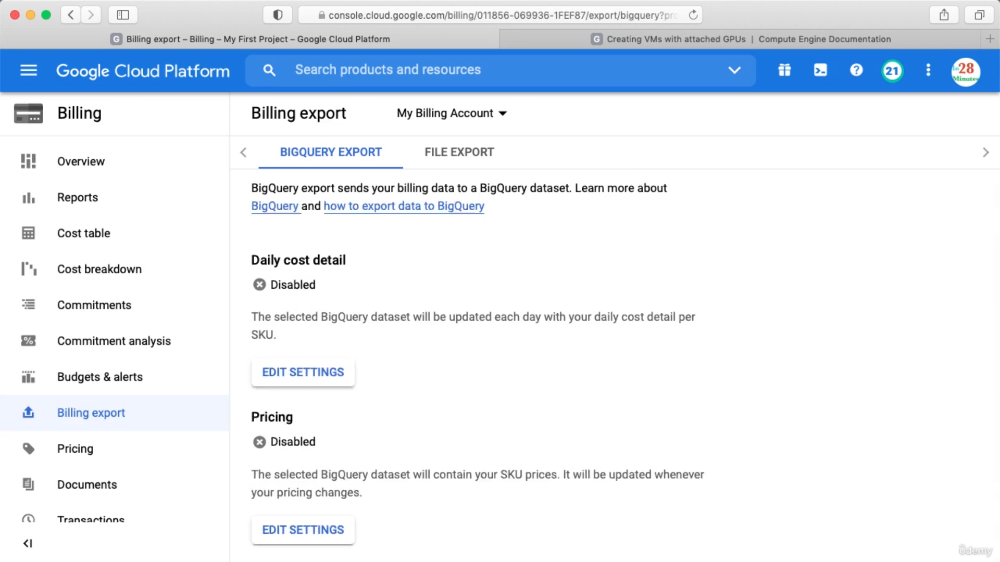 console.cloud.google.com/billing/011856-069936-1FEF87/export/bigquery?pro
G Billing export – Billing – My First Project – Google Cloud Platform
G Creating VMs with attached GPUs | Compute Engine Documentation
Google Cloud Platform
Search products and resources
21
in 28
Minutes
Billing
Billing export
My Billing Account
BIGQUERY EXPORT
FILE EXPORT
Overview
Reports
Cost table
Cost breakdown
Commitments
Commitment analysis
Budgets & alerts
Billing export
Pricing
Documents
Transactions
BigQuery export sends your billing data to a BigQuery dataset. Learn more about
BigQuery and how to export data to BigQuery
Daily cost detail
Disabled
The selected BigQuery dataset will be updated each day with your daily cost detail per
SKU.
EDIT SETTINGS
Pricing
Disabled
The selected BigQuery dataset will contain your SKU prices. It will be updated whenever
your pricing changes.
EDIT SETTINGS
ûdemy